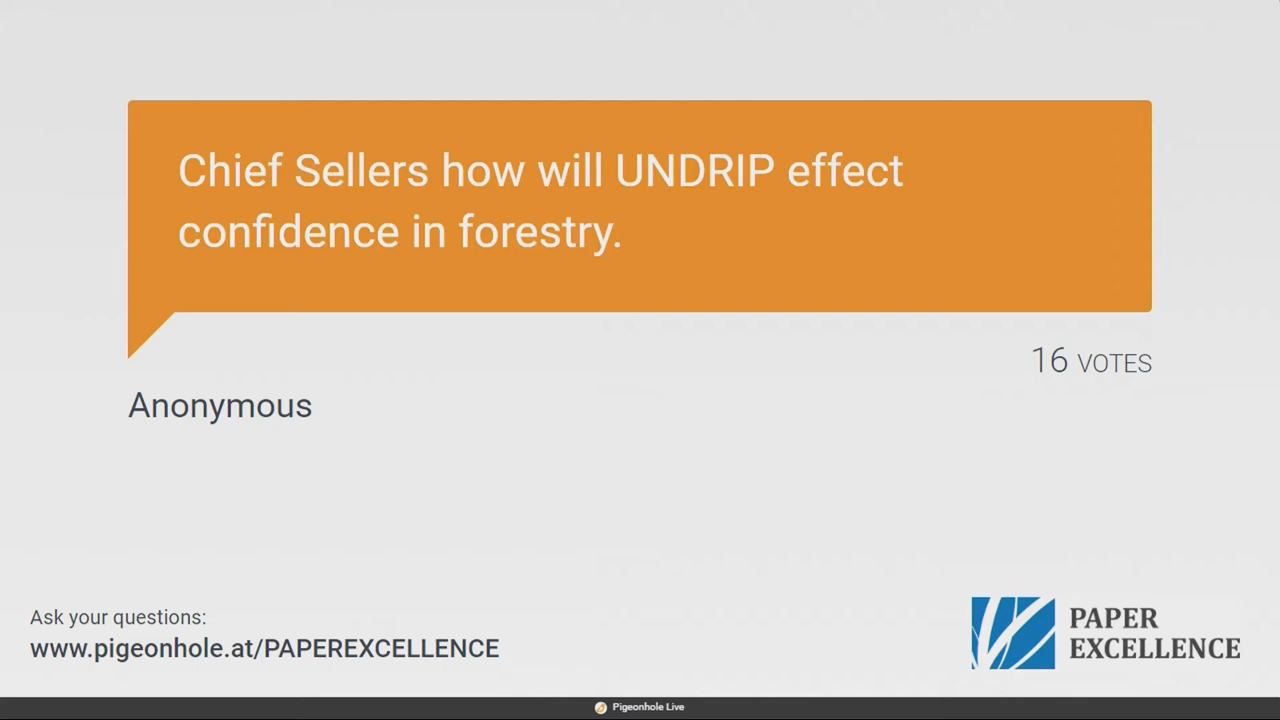 Chief Sellers how will UNDRIP effect
confidence in forestry.
16 VOTES
Anonymous
Ask your questions:
www.pigeonhole.at/PAPEREXCELLENCE
PAPER
EXCELLENCE
Pigeonhole Live